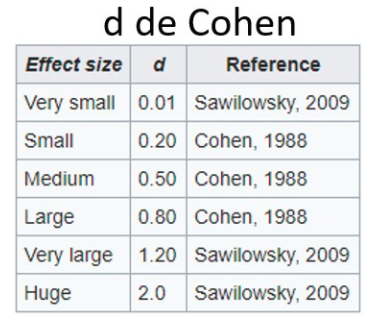 d de Cohen
Effect size d Reference
Very small 0.01 Sawilowsky, 2009
Small 0.20 Cohen, 1988
Medium 0.50 Cohen, 1988
Large 0.80 Cohen, 1988
Very large 1.20 Sawilowsky, 2009
Huge 2.0 Sawilowsky, 2009